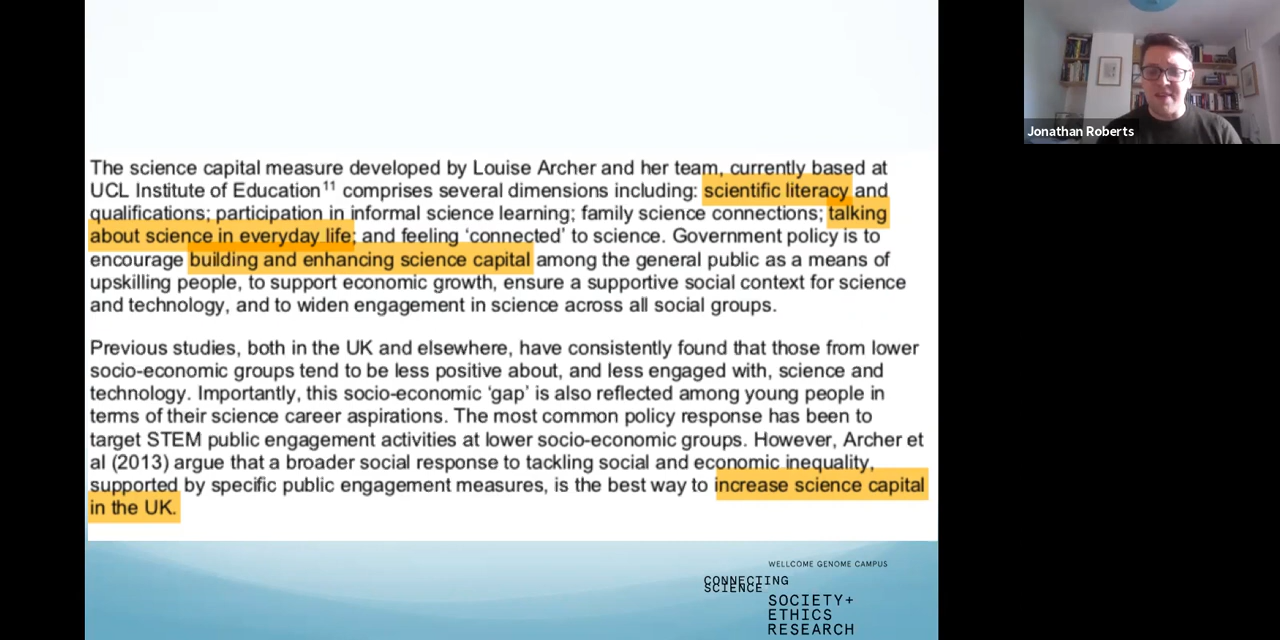 The science capital measure developed by Louise Archer and her team, currently based at
UCL Institute of Education¹¹ comprises several dimensions including: scientific literacy and
qualifications; participation in informal science learning; family science connections; talking
about science in everyday life; and feeling ‘connected’ to science. Government policy is to
encourage building and enhancing science capital among the general public as a means of
upskilling people, to support economic growth, ensure a supportive social context for science
and technology, and to widen engagement in science across all social groups.
Previous studies, both in the UK and elsewhere, have consistently found that those from lower
socio-economic groups tend to be less positive about, and less engaged with, science and
technology. Importantly, this socio-economic ‘gap’ is also reflected among young people in
terms of their science career aspirations. The most common policy response has been to
target STEM public engagement activities at lower socio-economic groups. However, Archer et
al (2013) argue that a broader social response to tackling social and economic inequality,
supported by specific public engagement measures, is the best way to increase science capital
in the UK.
WELLCOME GENOME CAMPUS
CONNECTING
SCIENCE
SOCIETY+
ETHICS
RESEARCH
Jonathan Roberts